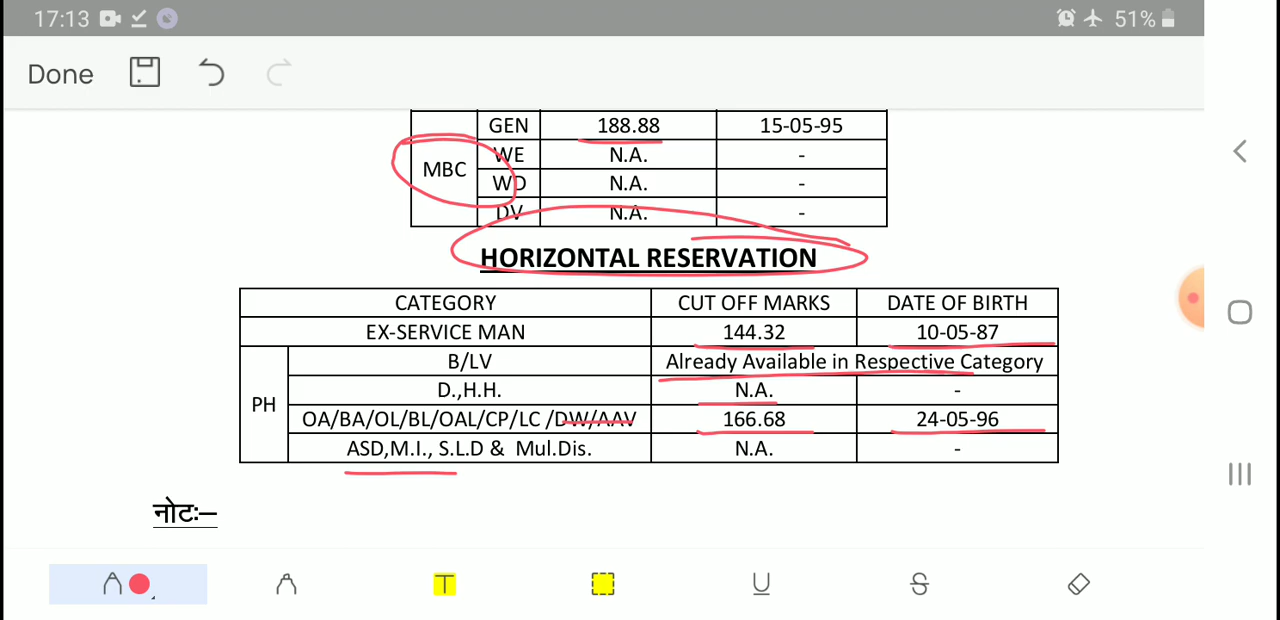 17:13 51%
Done
GEN 188.88 15-05-95
MBC WE N.A. -
WD N.A. -
DV N.A. -
HORIZONTAL RESERVATION
CATEGORY CUT OFF MARKS DATE OF BIRTH
EX-SERVICE MAN 144.32 10-05-87
PH B/LV Already Available in Respective Category
D.,H.H. N.A. -
OA/BA/OL/BL/OAL/CP/LC /DW/AAV 166.68 24-05-96
ASD,M.I., S.L.D & Mul.Dis. N.A. -
नोटः—
T U S